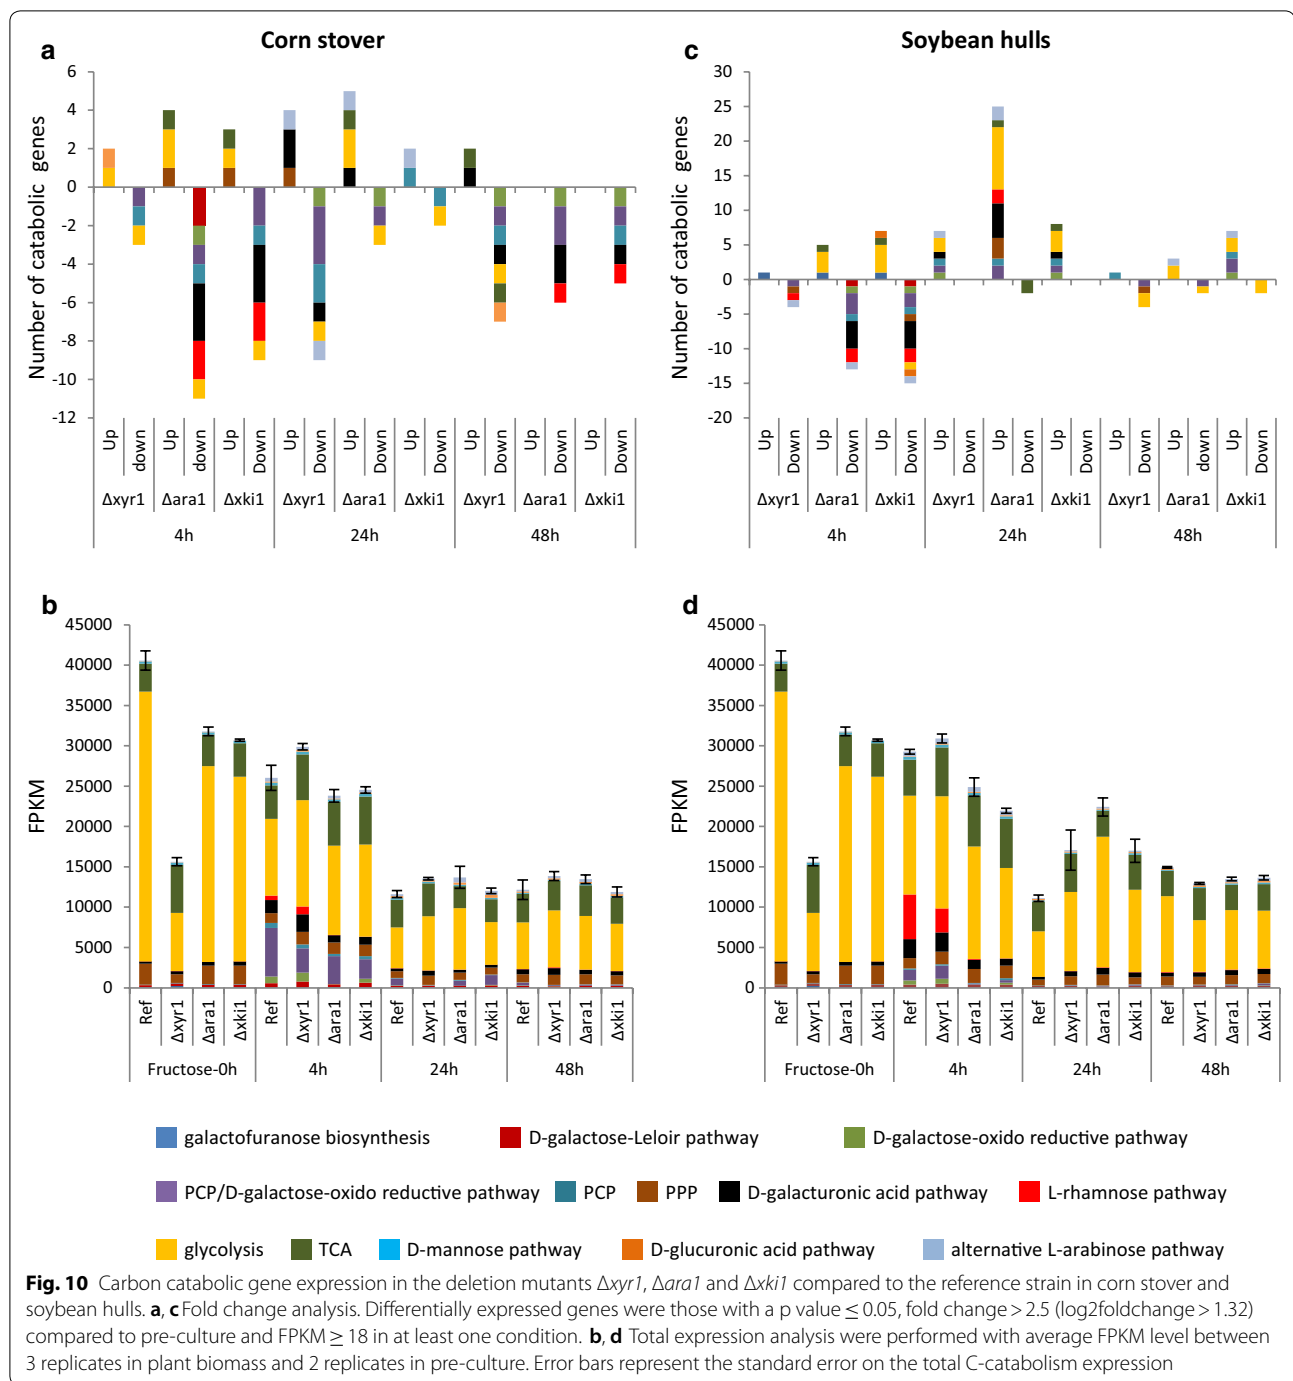 a
Corn stover
Number of catabolic genes
6
4
2
0
-2
-4
-6
-8
-10
-12
Up
down
Up
down
Up
Down
Up
Down
Up
Down
Up
Down
Up
Down
Up
Down
Up
Down
Δxyr1
Δara1
Δxki1
Δxyr1
Δara1
Δxki1
Δxyr1
Δara1
Δxki1
4h
24h
48h
c
Soybean hulls
Number of catabolic genes
30
25
20
15
10
5
0
-5
-10
-15
-20
Up
Down
Up
Down
Up
Down
Up
Down
Up
Down
Up
Down
Up
Down
Up
down
Up
Down
Δxyr1
Δara1
Δxki1
Δxyr1
Δara1
Δxki1
Δxyr1
Δara1
Δxki1
4h
24h
48h
b
FPKM
45000
40000
35000
30000
25000
20000
15000
10000
5000
0
Ref
Δxyr1
Δara1
Δxki1
Ref
Δxyr1
Δara1
Δxki1
Ref
Δxyr1
Δara1
Δxki1
Ref
Δxyr1
Δara1
Δxki1
Fructose-0h
4h
24h
48h
d
FPKM
45000
40000
35000
30000
25000
20000
15000
10000
5000
0
Ref
Δxyr1
Δara1
Δxki1
Ref
Δxyr1
Δara1
Δxki1
Ref
Δxyr1
Δara1
Δxki1
Ref
Δxyr1
Δara1
Δxki1
Fructose-0h
4h
24h
48h
galactofuranose biosynthesis
D-galactose-Leloir pathway
D-galactose-oxido reductive pathway
PCP/D-galactose-oxido reductive pathway
PCP
PPP
D-galacturonic acid pathway
L-rhamnose pathway
glycolysis
TCA
D-mannose pathway
D-glucuronic acid pathway
alternative L-arabinose pathway
Fig. 10 Carbon catabolic gene expression in the deletion mutants Δxyr1, Δara1 and Δxki1 compared to the reference strain in corn stover and
soybean hulls. a, c Fold change analysis. Differentially expressed genes were those with a p value ≤ 0.05, fold change > 2.5 (log2foldchange > 1.32)
compared to pre-culture and FPKM ≥ 18 in at least one condition. b, d Total expression analysis were performed with average FPKM level between
3 replicates in plant biomass and 2 replicates in pre-culture. Error bars represent the standard error on the total C-catabolism expression